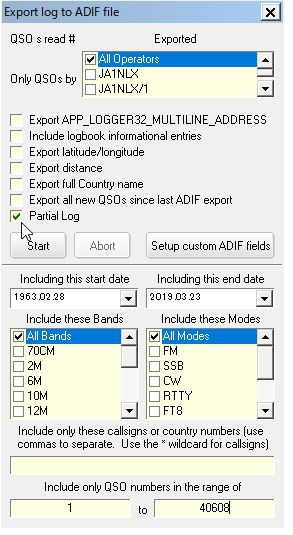 Export log to ADIF file
QSO s read # Exported
Only QSOs by
All Operators
JA1NLX
JA1NLX/1
Export APP_LOGGER32_MULTILINE_ADDRESS
Include logbook informational entries
Export latitude/longitude
Export distance
Export full Country name
Export all new QSOs since last ADIF export
Partial Log
Start Abort Setup custom ADIF fields
Including this start date Including this end date
1963.02.28 2019.03.23
Include these Bands Include these Modes
All Bands All Modes
70CM FM
2M SSB
6M CW
10M RTTY
12M FT8
Include only these callsigns or country numbers (use
commas to separate. Use the * wildcard for callsigns)
Include only QSO numbers in the range of
1 to 40608